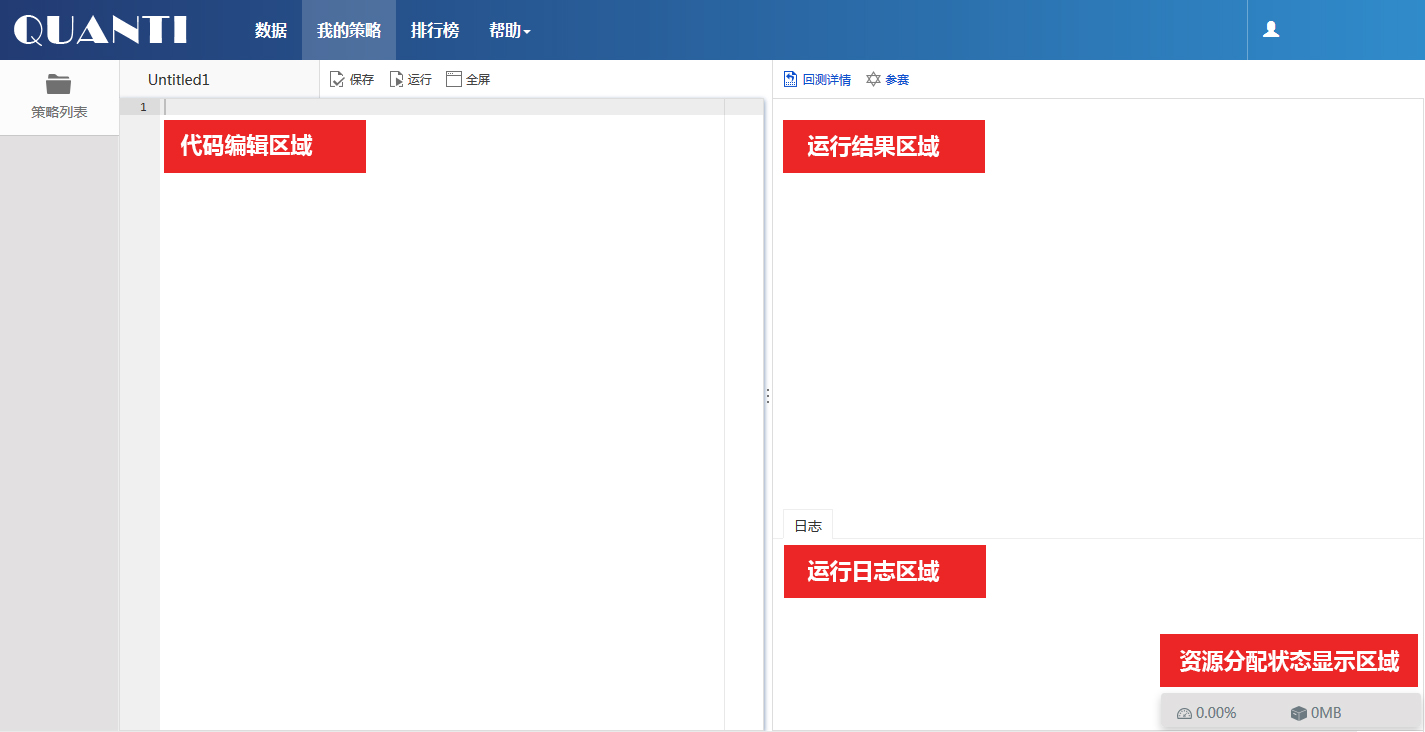 QUANTI
数据 我的策略 排行榜 帮助
策略列表
Untitled1 保存 运行 全屏
1
代码编辑区域
回测详情 参赛
运行结果区域
日志
运行日志区域
资源分配状态显示区域
0.00% 0MB